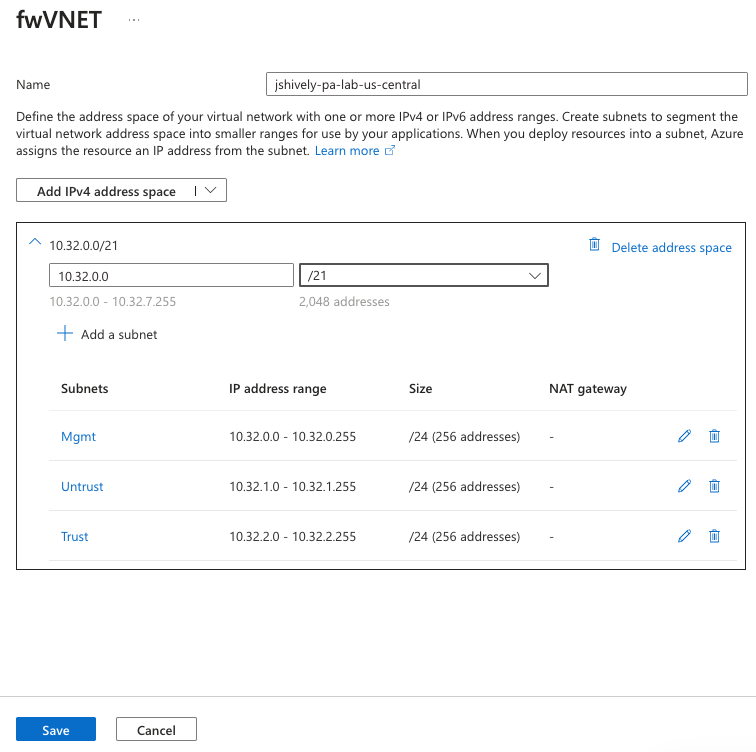 fwVNET ...
Name jshively-pa-lab-us-central
Define the address space of your virtual network with one or more IPv4 or IPv6 address ranges. Create subnets to segment the
virtual network address space into smaller ranges for use by your applications. When you deploy resources into a subnet, Azure
assigns the resource an IP address from the subnet. Learn more
Add IPv4 address space |
10.32.0.0/21 Delete address space
10.32.0.0 /21
10.32.0.0 - 10.32.7.255 2,048 addresses
+ Add a subnet
Subnets IP address range Size NAT gateway
Mgmt 10.32.0.0 - 10.32.0.255 /24 (256 addresses) -
Untrust 10.32.1.0 - 10.32.1.255 /24 (256 addresses) -
Trust 10.32.2.0 - 10.32.2.255 /24 (256 addresses) -
Save Cancel